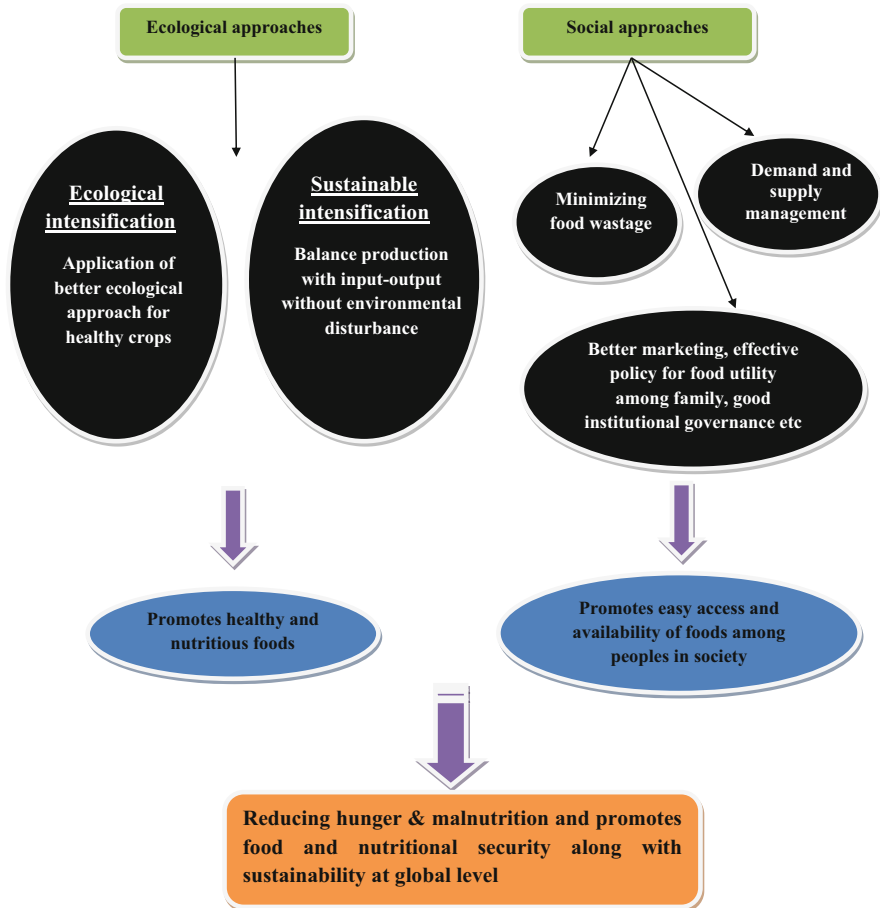 Ecological approaches
Social approaches
Ecological
intensification
Application of
better ecological
approach for
healthy crops
Sustainable
intensification
Balance production
with input-output
without environmental
disturbance
Minimizing
food wastage
Demand and
supply
management
Better marketing, effective
policy for food utility
among family, good
institutional governance etc
Promotes healthy and
nutritious foods
Promotes easy access and
availability of foods among
peoples in society
Reducing hunger & malnutrition and promotes
food and nutritional security along with
sustainability at global level